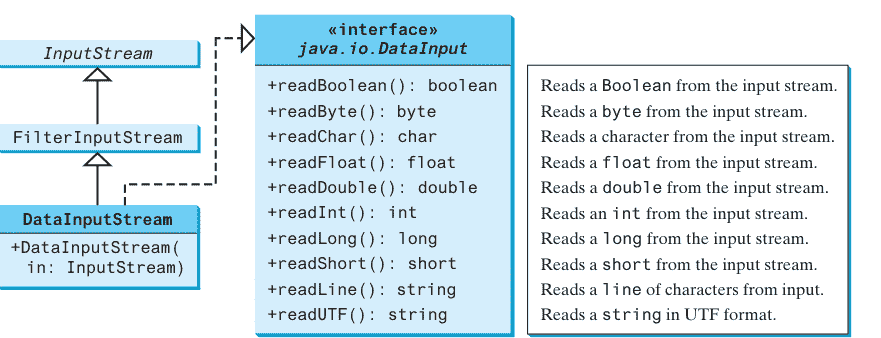 InputStream
FilterInputStream
DataInputStream
+DataInputStream(
in: InputStream)
«interface»
java.io.DataInput
+readBoolean(): boolean
+readByte(): byte
+readChar(): char
+readFloat(): float
+readDouble(): double
+readInt(): int
+readLong(): long
+readShort(): short
+readLine(): string
+readUTF(): string
Reads a Boolean from the input stream.
Reads a byte from the input stream.
Reads a character from the input stream.
Reads a float from the input stream.
Reads a double from the input stream.
Reads an int from the input stream.
Reads a long from the input stream.
Reads a short from the input stream.
Reads a line of characters from input.
Reads a string in UTF format.